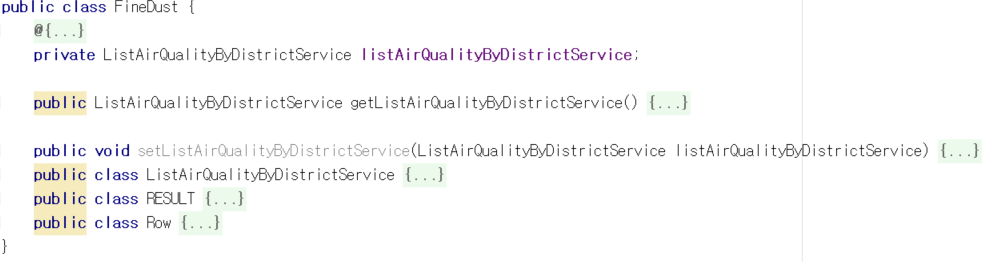 public class FineDust {
@{...}
private ListAirQualityByDistrictService listAirQualityByDistrictService;
public ListAirQualityByDistrictService getListAirQualityByDistrictService() {...}
public void setListAirQualityByDistrictService(ListAirQualityByDistrictService listAirQualityByDistrictService) {...}
public class ListAirQualityByDistrictService {...}
public class RESULT {...}
public class Row {...}
}